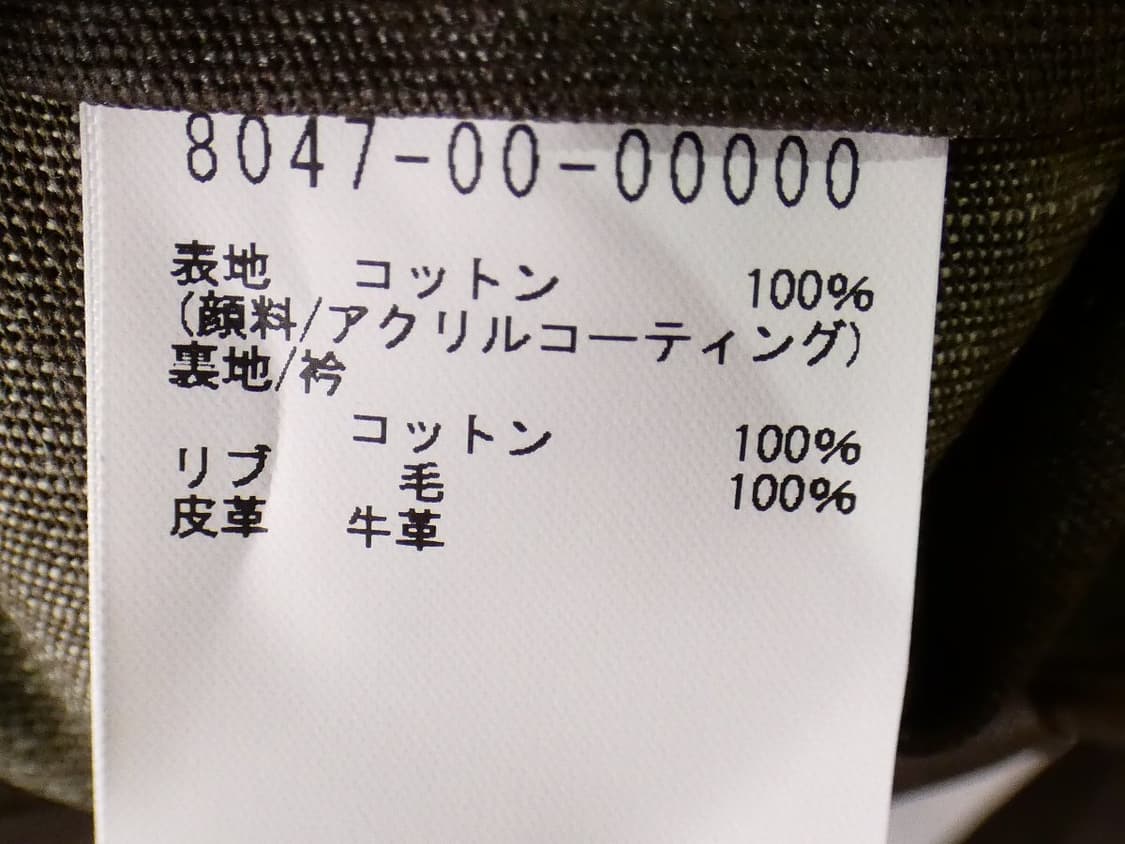 8047-00-00000
表地 コットン 100%
(顔料/アクリルコーティング)
裏地/衿
コットン 100%
リブ 毛 100%
皮革 牛革